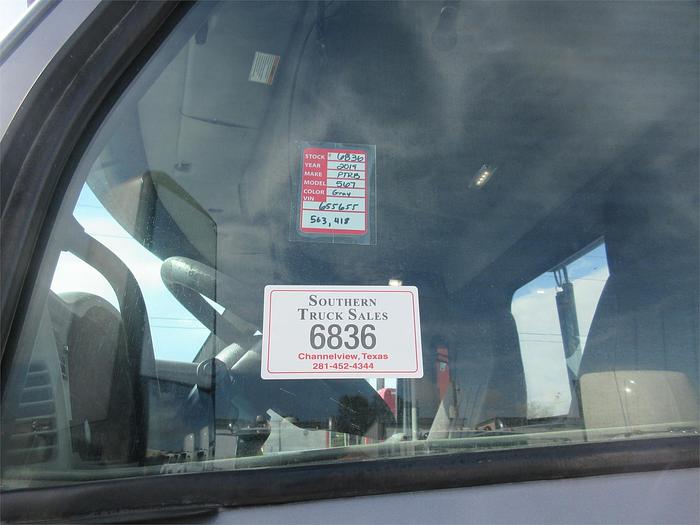 STOCK # 6836
YEAR 2019
MAKE PTRB
MODEL 567
COLOR Gray
VIN
655655
563,418
SOUTHERN
TRUCK SALES
6836
Channelview, Texas
281-452-4344